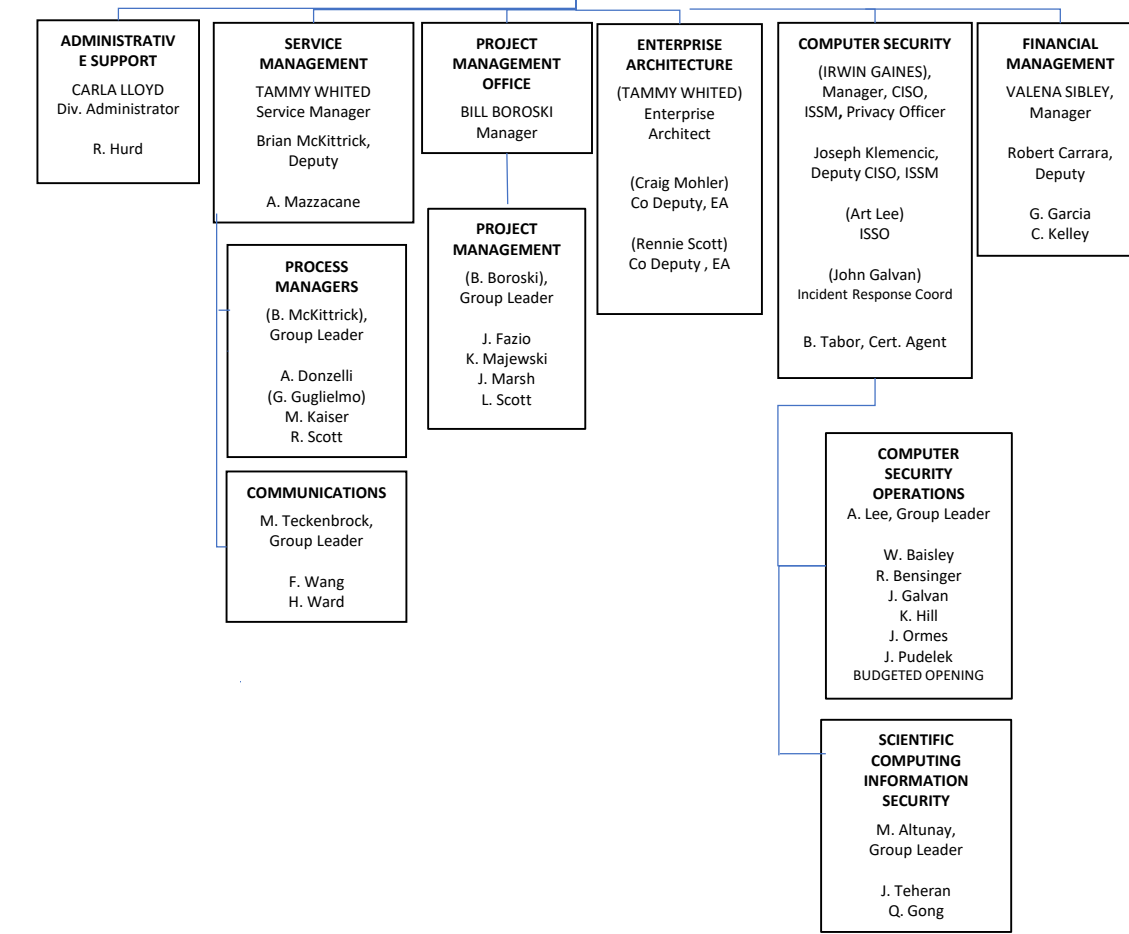 ADMINISTRATIV
E SUPPORT
CARLA LLOYD
Div. Administrator
R. Hurd
SERVICE
MANAGEMENT
TAMMY WHITED
Service Manager
Brian McKittrick,
Deputy
A. Mazzacane
PROCESS
MANAGERS
(B. McKittrick),
Group Leader
A. Donzelli
(G. Guglielmo)
M. Kaiser
R. Scott
COMMUNICATIONS
M. Teckenbrock,
Group Leader
F. Wang
H. Ward
PROJECT
MANAGEMENT
OFFICE
BILL BOROSKI
Manager
PROJECT
MANAGEMENT
(B. Boroski),
Group Leader
J. Fazio
K. Majewski
J. Marsh
L. Scott
ENTERPRISE
ARCHITECTURE
(TAMMY WHITED)
Enterprise
Architect
(Craig Mohler)
Co Deputy, EA
(Rennie Scott)
Co Deputy , EA
COMPUTER SECURITY
(IRWIN GAINES),
Manager, CISO,
ISSM, Privacy Officer
Joseph Klemencic,
Deputy CISO, ISSM
(Art Lee)
ISSO
(John Galvan)
Incident Response Coord
B. Tabor, Cert. Agent
COMPUTER
SECURITY
OPERATIONS
A. Lee, Group Leader
W. Baisley
R. Bensinger
J. Galvan
K. Hill
J. Ormes
J. Pudelek
BUDGETED OPENING
SCIENTIFIC
COMPUTING
INFORMATION
SECURITY
M. Altunay,
Group Leader
J. Teheran
Q. Gong
FINANCIAL
MANAGEMENT
VALENA SIBLEY,
Manager
Robert Carrara,
Deputy
G. Garcia
C. Kelley